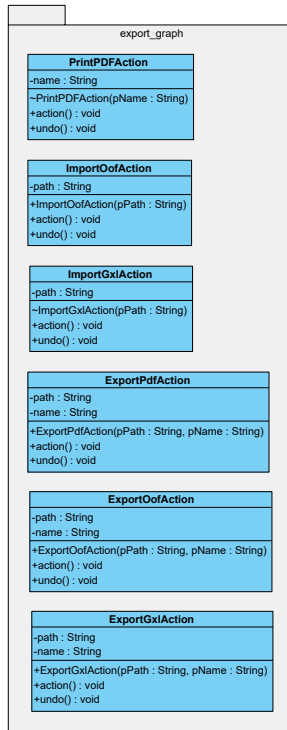 export_graph
PrintPDFAction
-name : String
~PrintPDFAction(pName : String)
+action() : void
+undo() : void
ImportOofAction
-path : String
+ImportOofAction(pPath : String)
+action() : void
+undo() : void
ImportGxlAction
-path : String
~ImportGxlAction(pPath : String)
+action() : void
+undo() : void
ExportPdfAction
-path : String
-name : String
+ExportPdfAction(pPath : String, pName : String)
+action() : void
+undo() : void
ExportOofAction
-path : String
-name : String
+ExportOofAction(pPath : String, pName : String)
+action() : void
+undo() : void
ExportGxlAction
-path : String
-name : String
+ExportGxlAction(pPath : String, pName : String)
+action() : void
+undo() : void